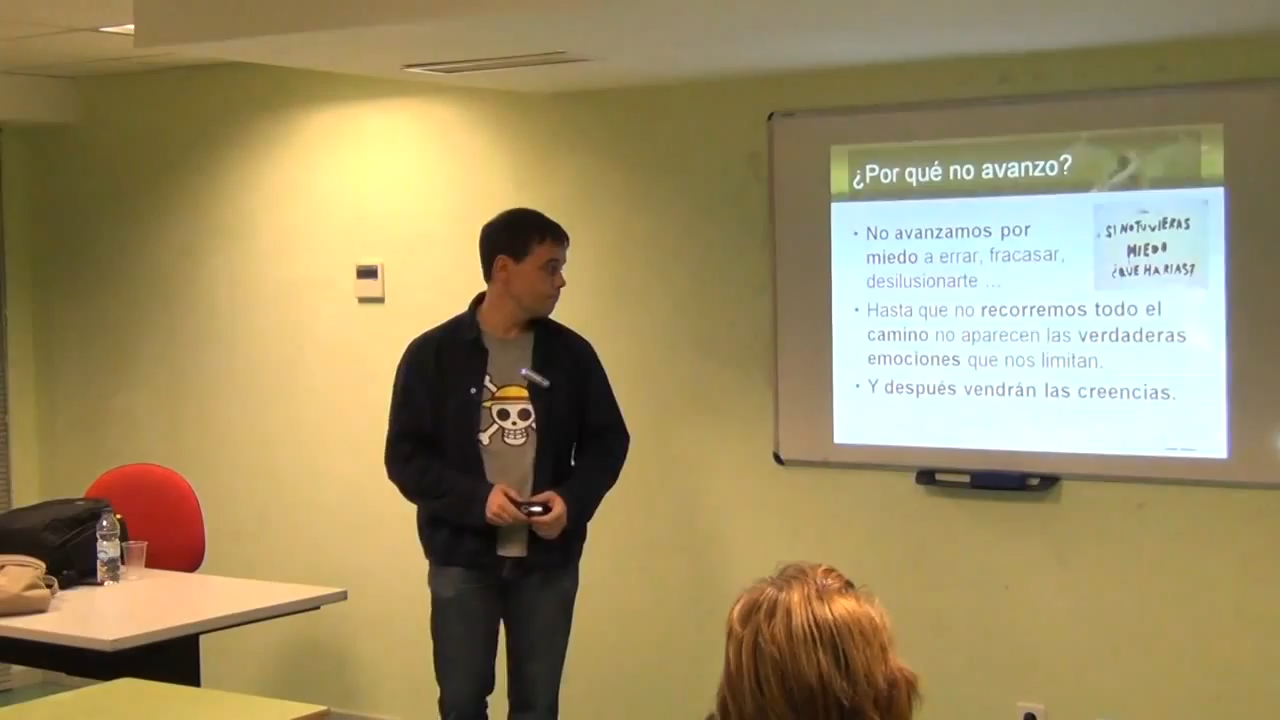 ¿Por qué no avanzo?
• No avanzamos por
miedo a errar, fracasar,
desilusionarte ...
SI NO TUVIERAS
MIEDO
¿QUE HARIAS?
• Hasta que no recorremos todo el
camino no aparecen las verdaderas
emociones que nos limitan.
• Y después vendrán las creencias.